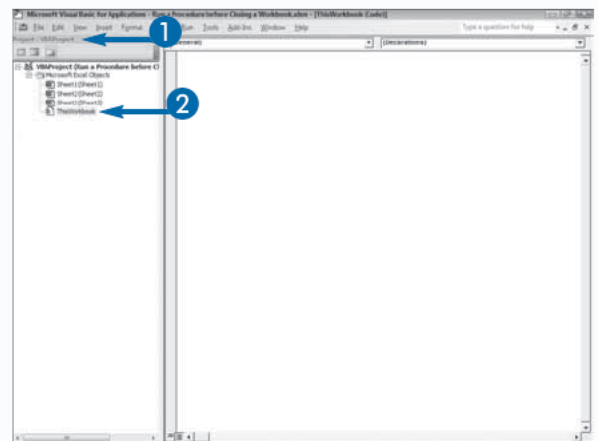 Microsoft Visual Basic for Applications - Run a Procedure before Closing a Workbook.xlsm - [ThisWorkbook (Code)]
File Edit View Insert Format Run Tools Add-Ins Window Help Type a question for help
Project - VBAProject
1
(General) (Declarations)
VBAProject (Run a Procedure before Cl
Microsoft Excel Objects
Sheet1 (Sheet1)
Sheet2 (Sheet2)
Sheet3 (Sheet3)
ThisWorkbook
2